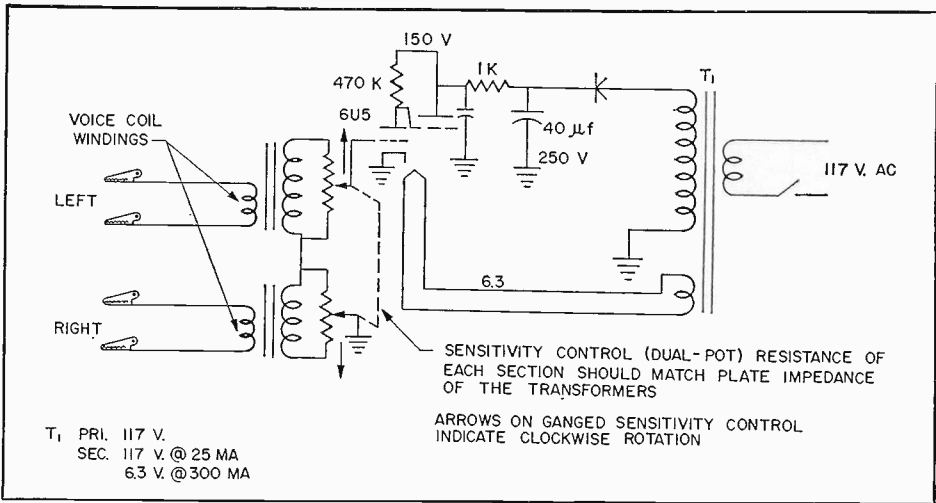 150 V
1K
T1
470 K
6U5
VOICE COIL
WINDINGS
40 µf
250 V
117 V. AC
LEFT
6.3
RIGHT
SENSITIVITY CONTROL (DUAL-POT) RESISTANCE OF
EACH SECTION SHOULD MATCH PLATE IMPEDANCE
OF THE TRANSFORMERS
ARROWS ON GANGED SENSITIVITY CONTROL
INDICATE CLOCKWISE ROTATION
T1 PRI. 117 V.
SEC. 117 V. @ 25 MA
6.3 V. @ 300 MA